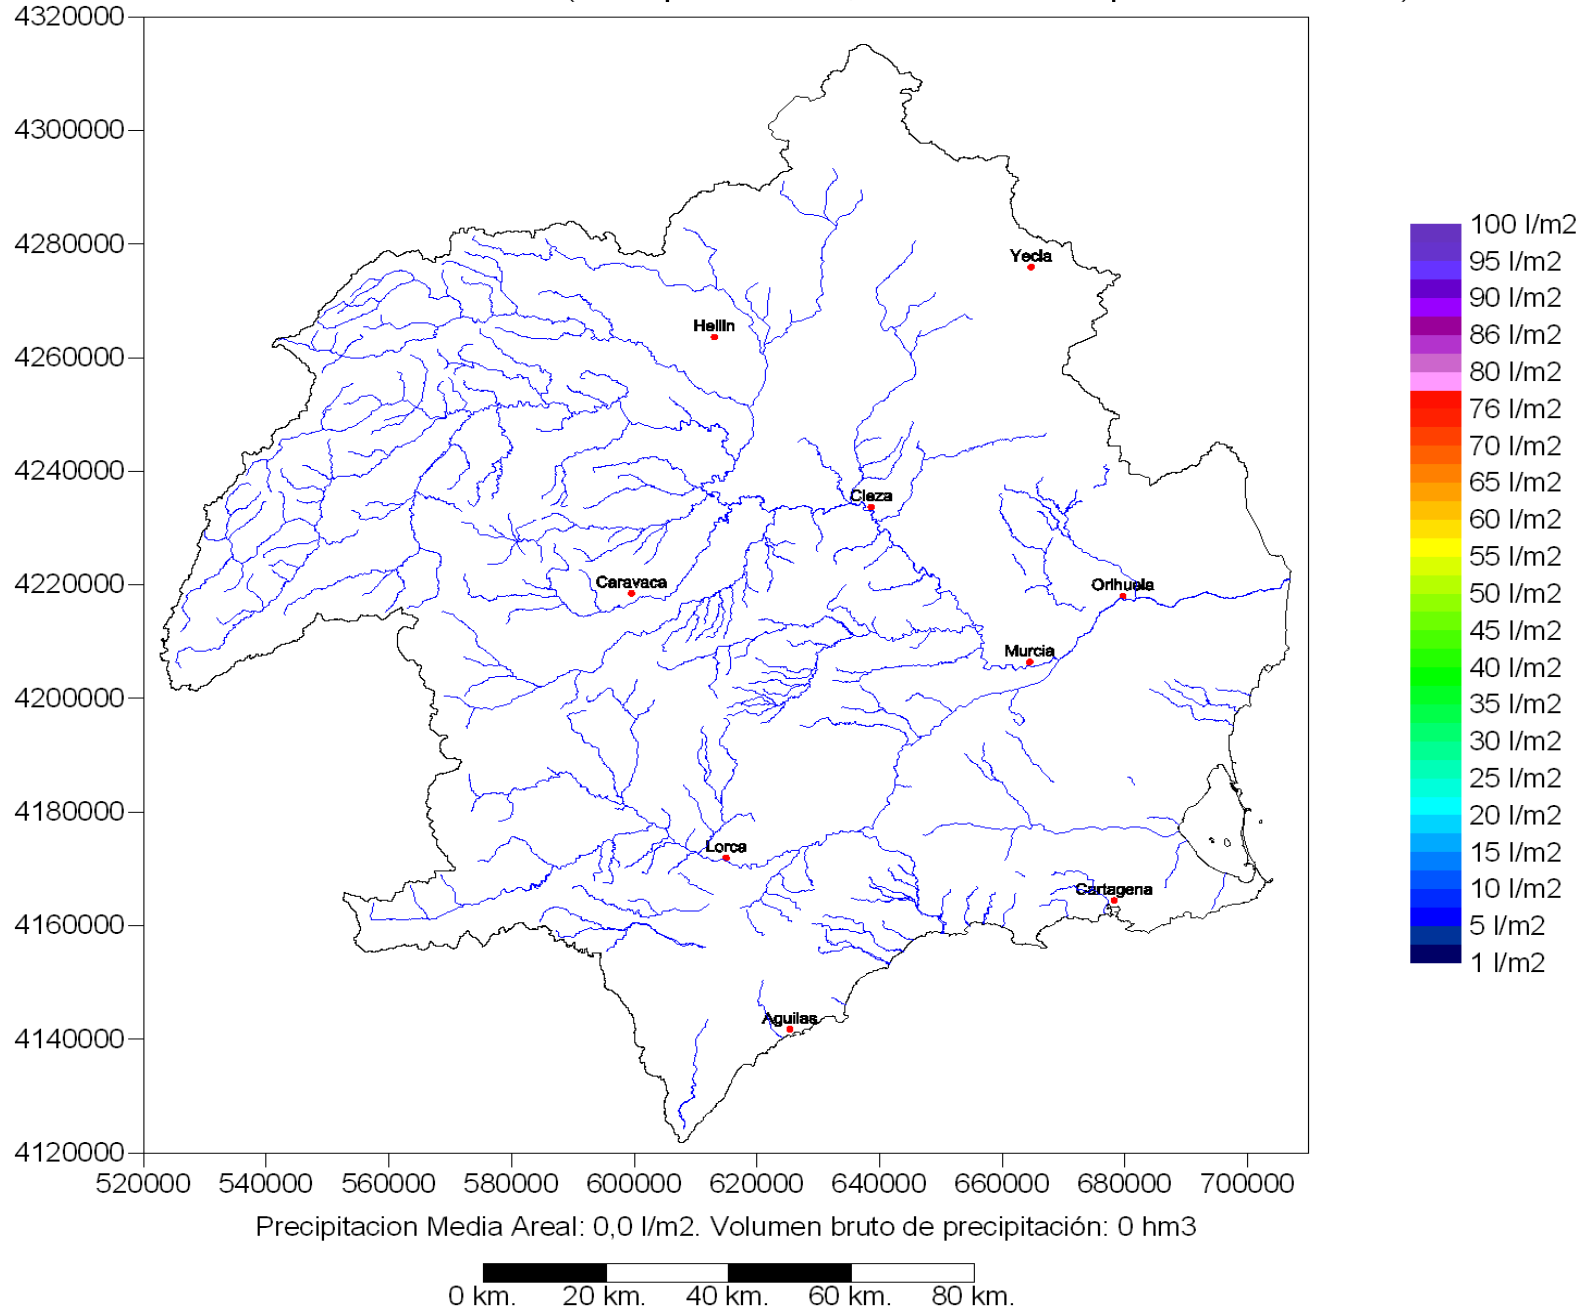 4320000
4300000
4280000
4260000
4240000
4220000
4200000
4180000
4160000
4140000
4120000
520000 540000 560000 580000 600000 620000 640000 660000 680000 700000
Yecla
Hellin
Cieza
Caravaca
Orihuela
Murcia
Lorca
Cartagena
Aguilas
100 l/m2
95 l/m2
90 l/m2
86 l/m2
80 l/m2
76 l/m2
70 l/m2
65 l/m2
60 l/m2
55 l/m2
50 l/m2
45 l/m2
40 l/m2
35 l/m2
30 l/m2
25 l/m2
20 l/m2
15 l/m2
10 l/m2
5 l/m2
1 l/m2
Precipitacion Media Areal: 0,0 l/m2. Volumen bruto de precipitación: 0 hm3
0 km. 20 km. 40 km. 60 km. 80 km.